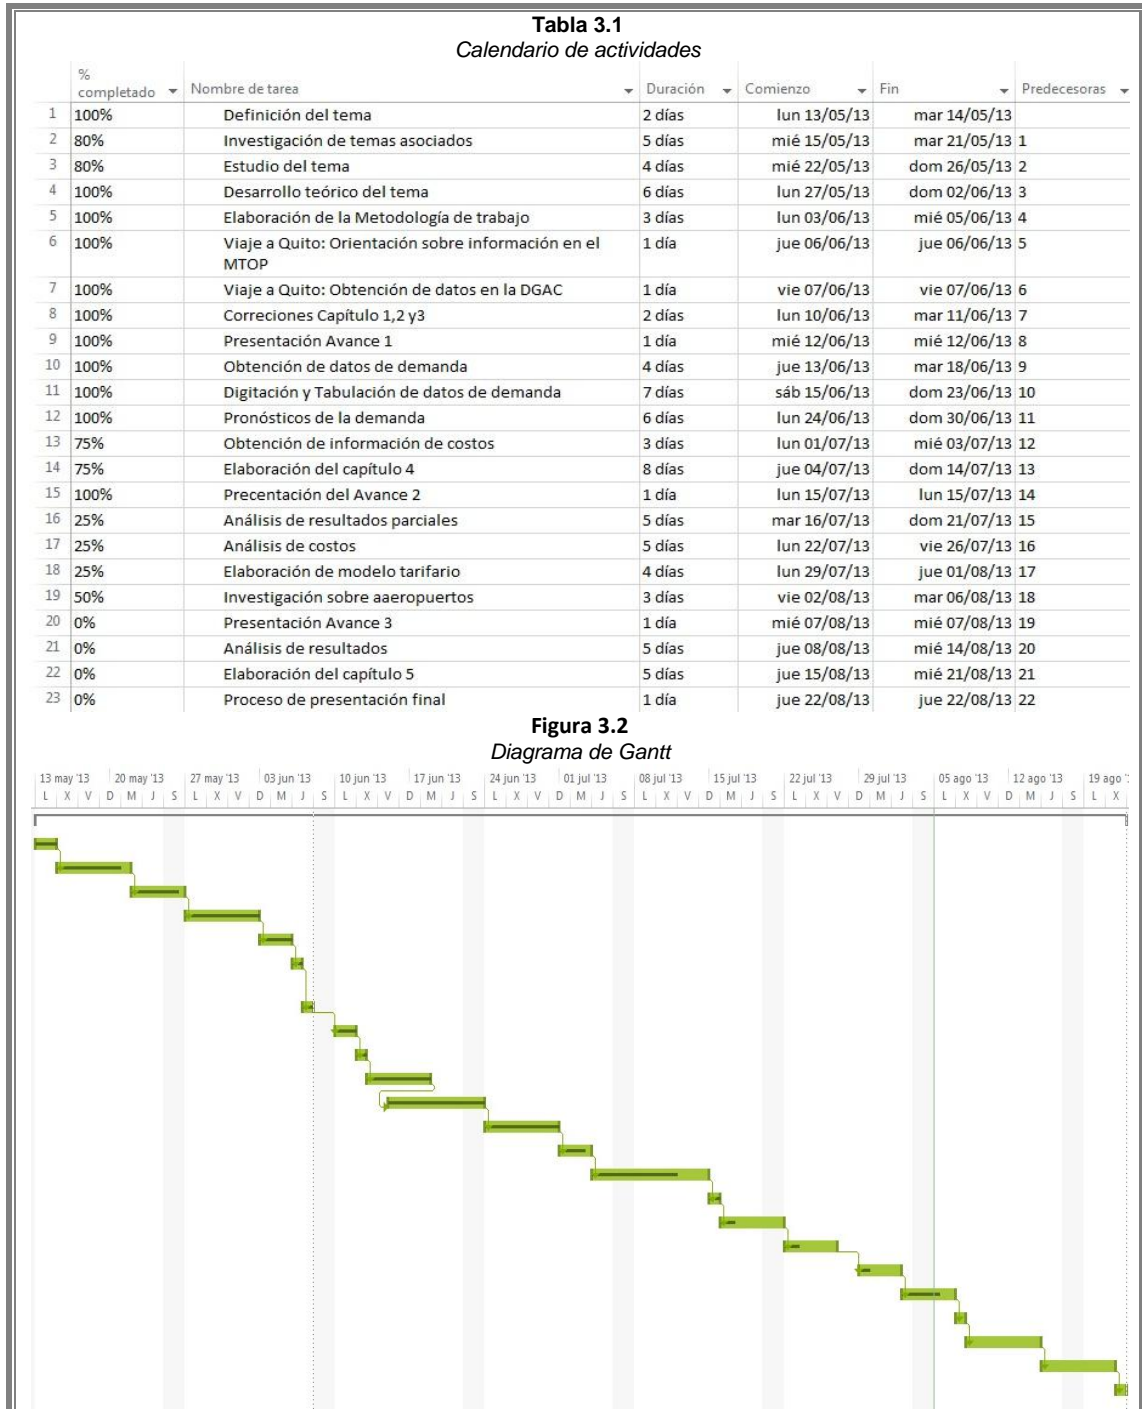 Tabla 3.1
Calendario de actividades
%
completado Nombre de tarea Duración Comienzo Fin Predecesoras
1 100% Definición del tema 2 días lun 13/05/13 mar 14/05/13
2 80% Investigación de temas asociados 5 días mié 15/05/13 mar 21/05/13 1
3 80% Estudio del tema 4 días mié 22/05/13 dom 26/05/13 2
4 100% Desarrollo teórico del tema 6 días lun 27/05/13 dom 02/06/13 3
5 100% Elaboración de la Metodología de trabajo 3 días lun 03/06/13 mié 05/06/13 4
6 100% Viaje a Quito: Orientación sobre información en el 1 día jue 06/06/13 jue 06/06/13 5
MTOP
7 100% Viaje a Quito: Obtención de datos en la DGAC 1 día vie 07/06/13 vie 07/06/13 6
8 100% Correciones Capítulo 1,2 y3 2 días lun 10/06/13 mar 11/06/13 7
9 100% Presentación Avance 1 1 día mié 12/06/13 mié 12/06/13 8
10 100% Obtención de datos de demanda 4 días jue 13/06/13 mar 18/06/13 9
11 100% Digitación y Tabulación de datos de demanda 7 días sáb 15/06/13 dom 23/06/13 10
12 100% Pronósticos de la demanda 6 días lun 24/06/13 dom 30/06/13 11
13 75% Obtención de información de costos 3 días lun 01/07/13 mié 03/07/13 12
14 75% Elaboración del capítulo 4 8 días jue 04/07/13 dom 14/07/13 13
15 100% Precentación del Avance 2 1 día lun 15/07/13 lun 15/07/13 14
16 25% Análisis de resultados parciales 5 días mar 16/07/13 dom 21/07/13 15
17 25% Análisis de costos 5 días lun 22/07/13 vie 26/07/13 16
18 25% Elaboración de modelo tarifario 4 días lun 29/07/13 jue 01/08/13 17
19 50% Investigación sobre aaeropuertos 3 días vie 02/08/13 mar 06/08/13 18
20 0% Presentación Avance 3 1 día mié 07/08/13 mié 07/08/13 19
21 0% Análisis de resultados 5 días jue 08/08/13 mié 14/08/13 20
22 0% Elaboración del capítulo 5 5 días jue 15/08/13 mié 21/08/13 21
23 0% Proceso de presentación final 1 día jue 22/08/13 jue 22/08/13 22
Figura 3.2
Diagrama de Gantt
13 may '13 20 may '13 27 may '13 03 jun '13 10 jun '13 17 jun '13 24 jun '13 01 jul '13 08 jul '13 15 jul '13 22 jul '13 29 jul '13 05 ago '13 12 ago '13 19 ago '
L X V D M J S L X V D M J S L X V D M J S L X V D M J S L X V D M J S L X V D M J S L X V D M J S L X